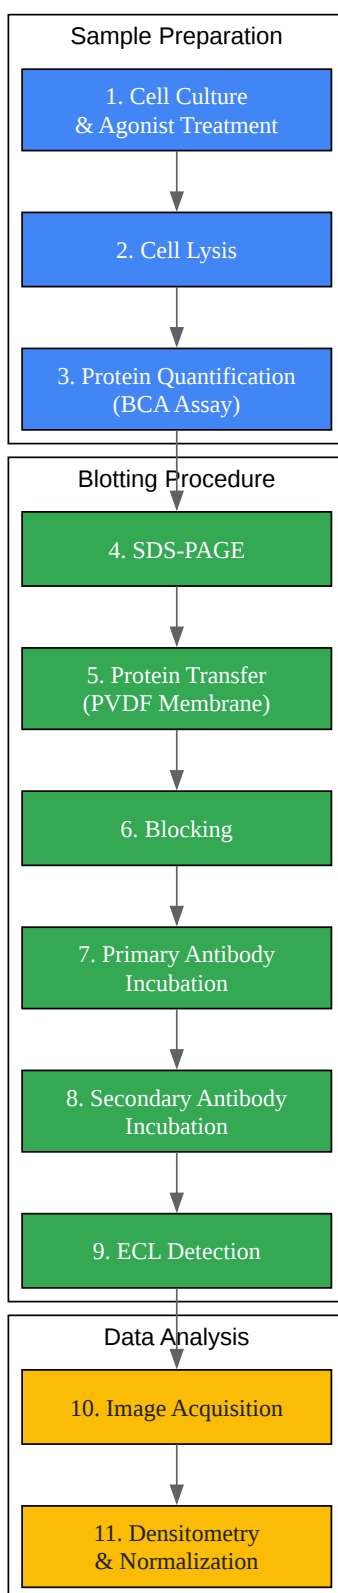 Sample Preparation
1. Cell Culture
& Agonist Treatment
2. Cell Lysis
3. Protein Quantification
(BCA Assay)
Blotting Procedure
4. SDS-PAGE
5. Protein Transfer
(PVDF Membrane)
6. Blocking
7. Primary Antibody
Incubation
8. Secondary Antibody
Incubation
9. ECL Detection
Data Analysis
10. Image Acquisition
11. Densitometry
& Normalization